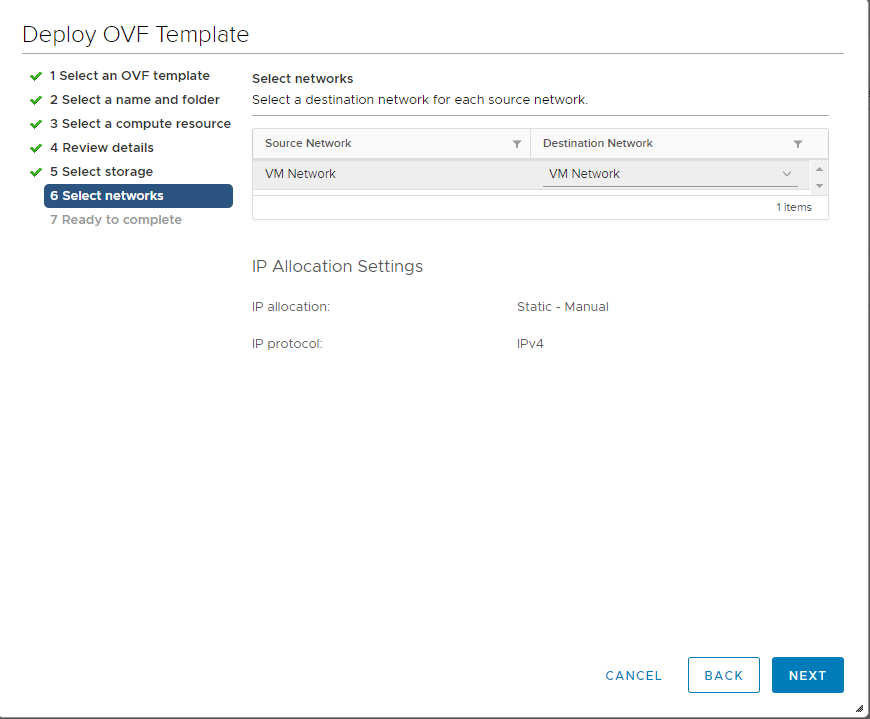 Deploy OVF Template
1 Select an OVF template
2 Select a name and folder
3 Select a compute resource
4 Review details
5 Select storage
6 Select networks
7 Ready to complete
Select networks
Select a destination network for each source network.
Source Network Destination Network
VM Network VM Network
1 items
IP Allocation Settings
IP allocation: Static - Manual
IP protocol: IPv4
CANCEL BACK NEXT